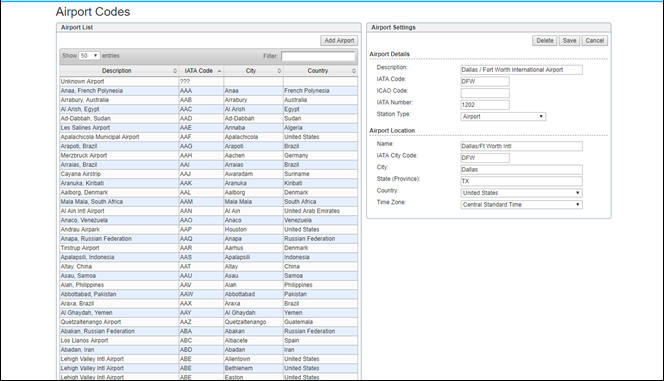 Airport Codes
Airport List
Add Airport
Show 50 entries Filter:
Description IATA Code City Country
Unknown Airport ???
Anaa, French Polynesia AAA Anaa French Polynesia
Arrabury, Australia AAB Arrabury Australia
Al Arish, Egypt AAC Al Arish Egypt
Ad-Dabbah, Sudan AAD Ad-Dabbah Sudan
Les Salines Airport AAE Annaba Algeria
Apalachicola Municipal Airport AAF Apalachicola United States
Arapoti, Brazil AAG Arapoti Brazil
Merzbruck Airport AAH Aachen Germany
Arraias, Brazil AAI Arraias Brazil
Cayana Airstrip AAJ Awaradam Suriname
Aranuka, Kiribati AAK Aranuka Kiribati
Aalborg, Denmark AAL Aalborg Denmark
Mala Mala, South Africa AAM Mala Mala South Africa
Al Ain Intl Airport AAN Al Ain United Arab Emirates
Anaco, Venezuela AAO Anaco Venezuela
Andrau Airpark AAP Houston United States
Anapa, Russian Federation AAQ Anapa Russian Federation
Tirstrup Airport AAR Aarhus Denmark
Apalapsili, Indonesia AAS Apalapsili Indonesia
Altay, China AAT Altay China
Asau, Samoa AAU Asau Samoa
Alah, Philippines AAV Alah Philippines
Abbottabad, Pakistan AAW Abbottabad Pakistan
Araxa, Brazil AAX Araxa Brazil
Al Ghaydah, Yemen AAY Al Ghaydah Yemen
Quetzaltenango Airport AAZ Quetzaltenango Guatemala
Abakan, Russian Federation ABA Abakan Russian Federation
Los Llanos Airport ABC Albacete Spain
Abadan, Iran ABD Abadan Iran
Lehigh Valley Intl Airport ABE Allentown United States
Lehigh Valley Intl Airport ABE Bethlehem United States
Lehigh Valley Intl Airport ABE Easton United States
Airport Settings
Delete Save Cancel
Airport Details
Description: Dallas / Fort Worth International Airport
IATA Code: DFW
ICAO Code:
IATA Number: 1202
Station Type: Airport
Airport Location
Name: Dallas/Ft Worth Intl
IATA City Code: DFW
City: Dallas
State (Province): TX
Country: United States
Time Zone: Central Standard Time